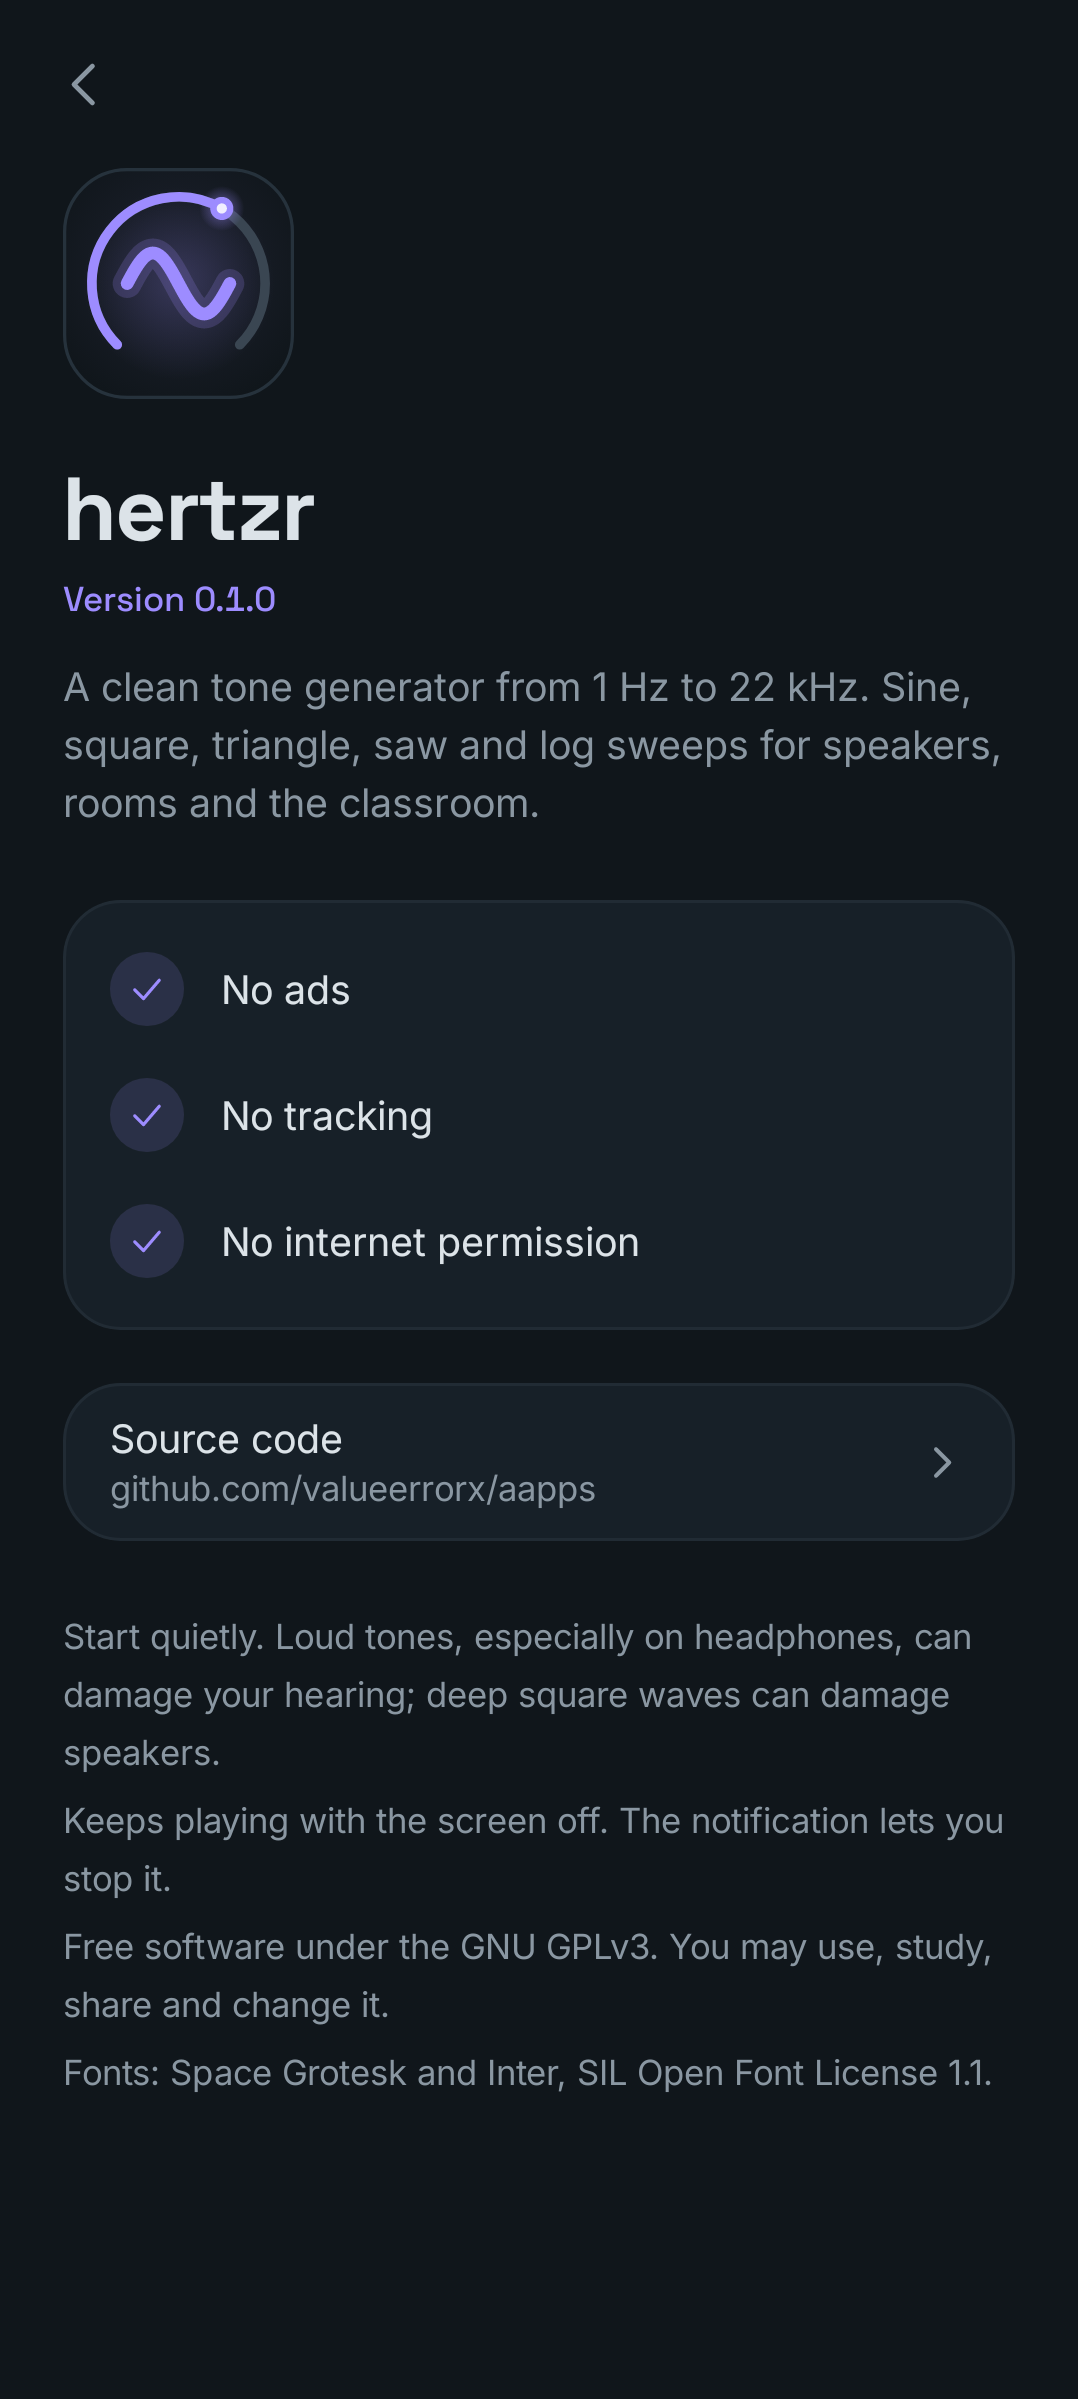 hertzr
Version 0.1.0
A clean tone generator from 1 Hz to 22 kHz. Sine,
square, triangle, saw and log sweeps for speakers,
rooms and the classroom.
No ads
No tracking
No internet permission
Source code
github.com/valueerrorx/aapps
Start quietly. Loud tones, especially on headphones, can
damage your hearing; deep square waves can damage
speakers.
Keeps playing with the screen off. The notification lets you
stop it.
Free software under the GNU GPLv3. You may use, study,
share and change it.
Fonts: Space Grotesk and Inter, SIL Open Font License 1.1.